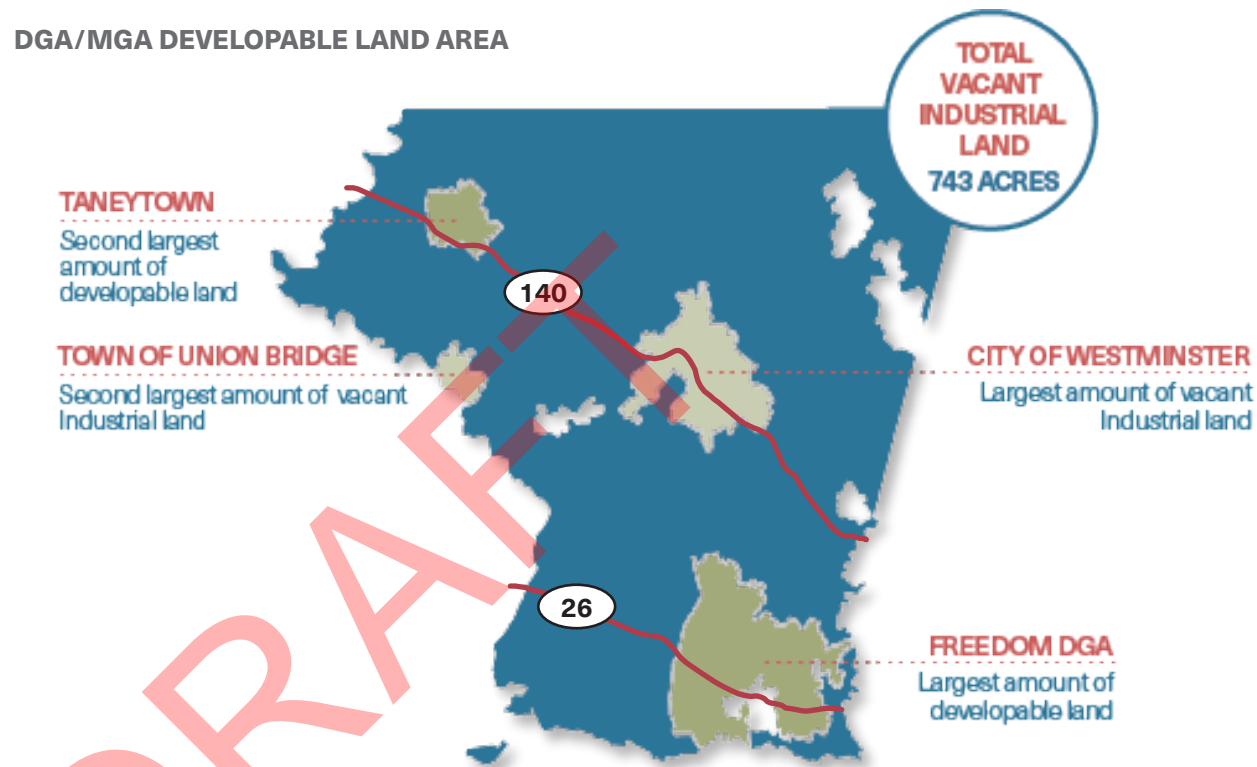 DGA/MGA DEVELOPABLE LAND AREA
TOTAL
VACANT
INDUSTRIAL
LAND
743 ACRES
TANEYTOWN
Second largest
amount of
developable land
140
TOWN OF UNION BRIDGE
Second largest amount of vacant
Industrial land
CITY OF WESTMINSTER
Largest amount of vacant
Industrial land
26
FREEDOM DGA
Largest amount of
developable land
DRAFT